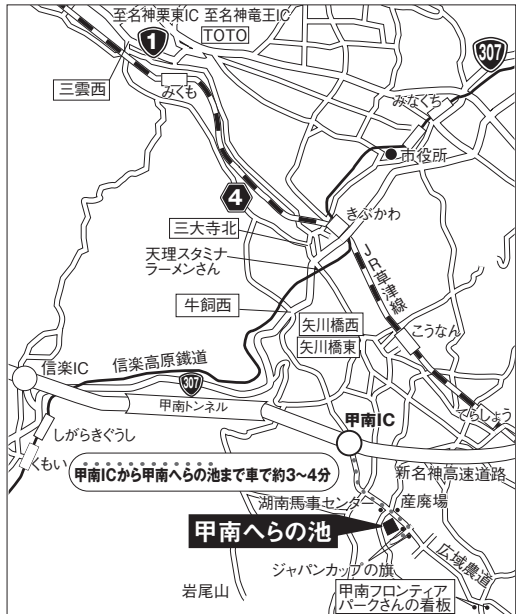 至名神栗東IC 至名神竜王IC
1
TOTO
307
三雲西
みくも
みなくち
市役所
4
きぶかわ
三大寺北
天理スタミナ
ラーメンさん
JR草津線
牛飼西
矢川橋西
矢川橋東
こうなん
信楽IC
信楽高原鐵道
307
甲南トンネル
甲南IC
てらしょう
しがらきぐうし
くもい
甲南ICから甲南へらの池まで車で約3〜4分
新名神高速道路
湖南馬事センター
産廃場
甲南へらの池
ジャパンカップの旗
広域農道
岩尾山
甲南フロンティア
パークさんの看板